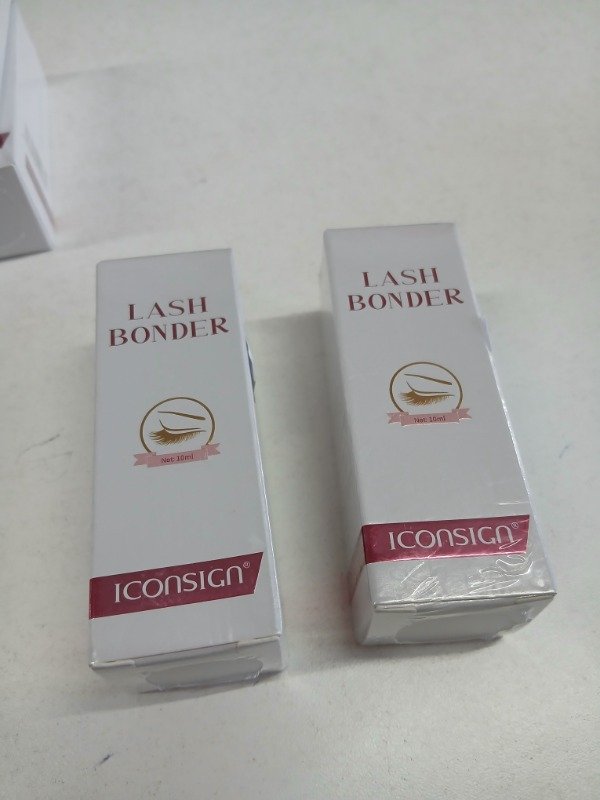 LASH
BONDER
Net 10ml
ICONSIGN®
LASH
BONDER
Net 10ml
ICONSIGN®